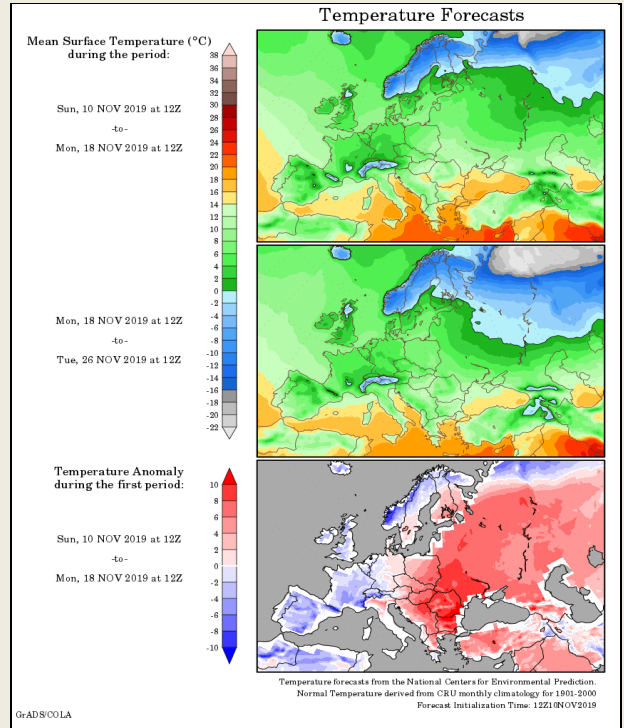 Temperature Forecasts
Mean Surface Temperature (°C)
during the period:
38
36
34
32
30
28
26
24
22
20
18
16
14
12
10
8
6
4
2
0
-2
-4
-6
-8
-10
-12
-14
-16
-18
-20
-22
Sun, 10 NOV 2019 at 12Z
-to-
Mon, 18 NOV 2019 at 12Z
Mon, 18 NOV 2019 at 12Z
-to-
Tue, 26 NOV 2019 at 12Z
Temperature Anomaly
during the first period:
10
8
6
4
2
0
-2
-4
-6
-8
-10
Sun, 10 NOV 2019 at 12Z
-to-
Mon, 18 NOV 2019 at 12Z
Temperature forecasts from the National Centers for Environmental Prediction.
Normal Temperature derived from CRU monthly climatology for 1901-2000
Forecast Initialization Time: 12Z10NOV2019
GrADS/COLA